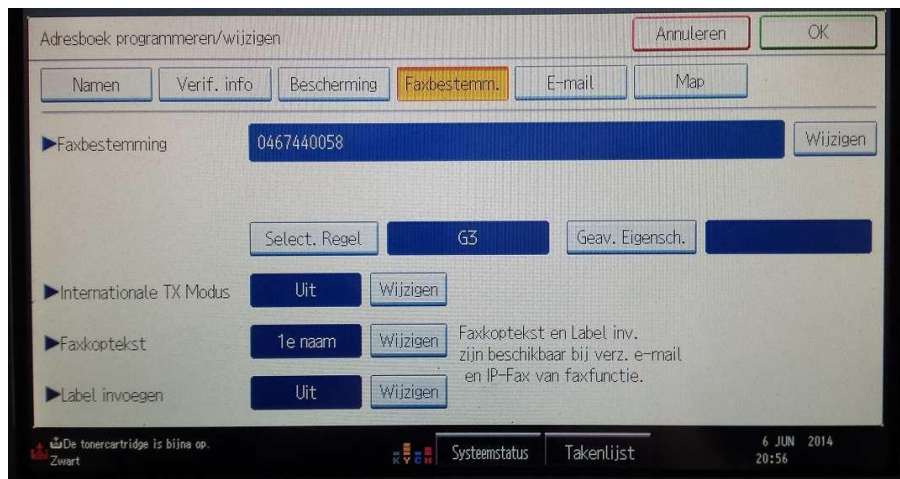 Adresboek programmeren/wijzigen Annuleren OK
Namen Verif. info Bescherming Faxbestemm. E-mail Map
Faxbestemming 0467440058 Wijzigen
Select. Regel G3 Geav. Eigensch.
Internationale TX Modus Uit Wijzigen
Faxkoptekst 1e naam Wijzigen Faxkoptekst en Label inv.
zijn beschikbaar bij verz. e-mail
en IP-Fax van faxfunctie.
Label invoegen Uit Wijzigen
De tonercartridge is bijna op.
Zwart
K Y C M Systeemstatus Takenlijst 6 JUN 2014
20:56